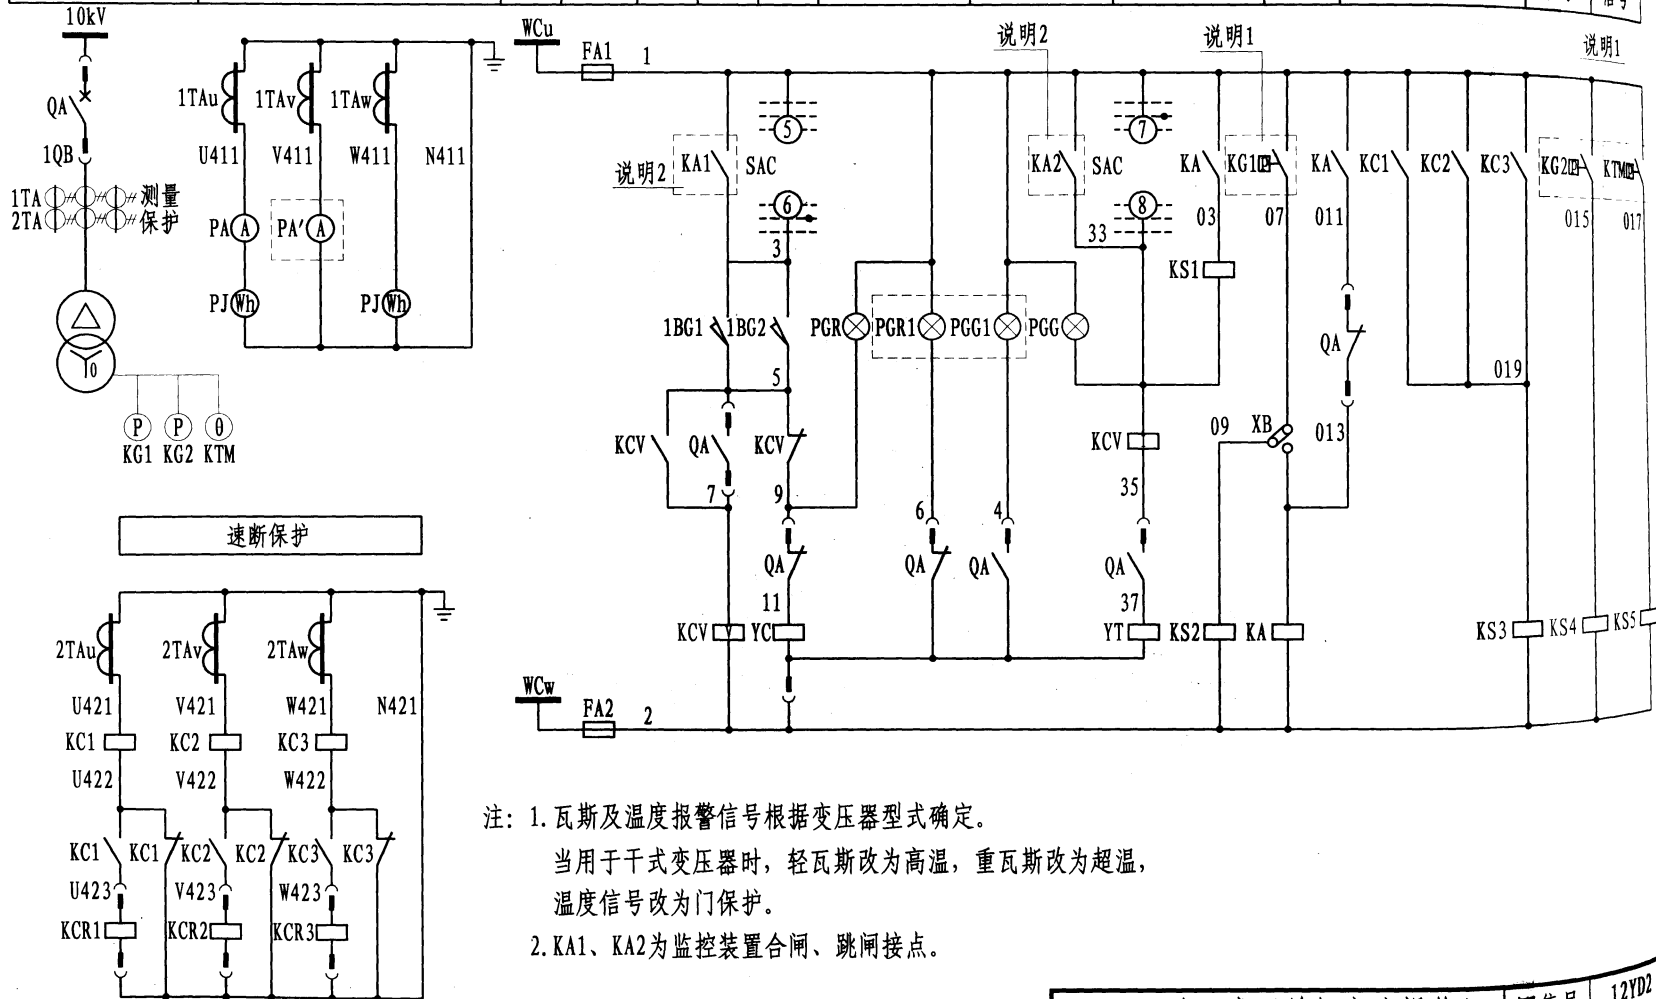 信号
10kV
QA
1QB
1TA 测量
2TA 保护
P P θ
KG1 KG2 KTM
1TAu 1TAv 1TAw
U411 V411 W411 N411
PA A PA' A
PJ Wh PJ Wh
速断保护
2TAu 2TAv 2TAw
U421 V421 W421 N421
KC1 KC2 KC3
U422 V422 W422
KC1 KC1 KC2 KC2 KC3 KC3
U423 V423 W423
KCR1 KCR2 KCR3
WCu
FA1 1
说明2 说明1 说明1
5 7
KA1 SAC KA2 SAC KA KG1 KA KC1 KC2 KC3 KG2 KTM
说明2
6 8
3 33 03 07 011 015 017
KS1
1BG1 1BG2 PGR PGR1 PGG1 PGG
QA
5 019
KCV QA KCV KCV 09 XB 013
7 9 35
6 4
QA QA QA QA
11 37
KCV YC YT KS2 KA KS3 KS4 KS5
WCw
FA2 2
注: 1. 瓦斯及温度报警信号根据变压器型式确定。
当用于干式变压器时, 轻瓦斯改为高温, 重瓦斯改为超温,
温度信号改为门保护。
2. KA1、KA2为监控装置合闸、跳闸接点。
12YD2